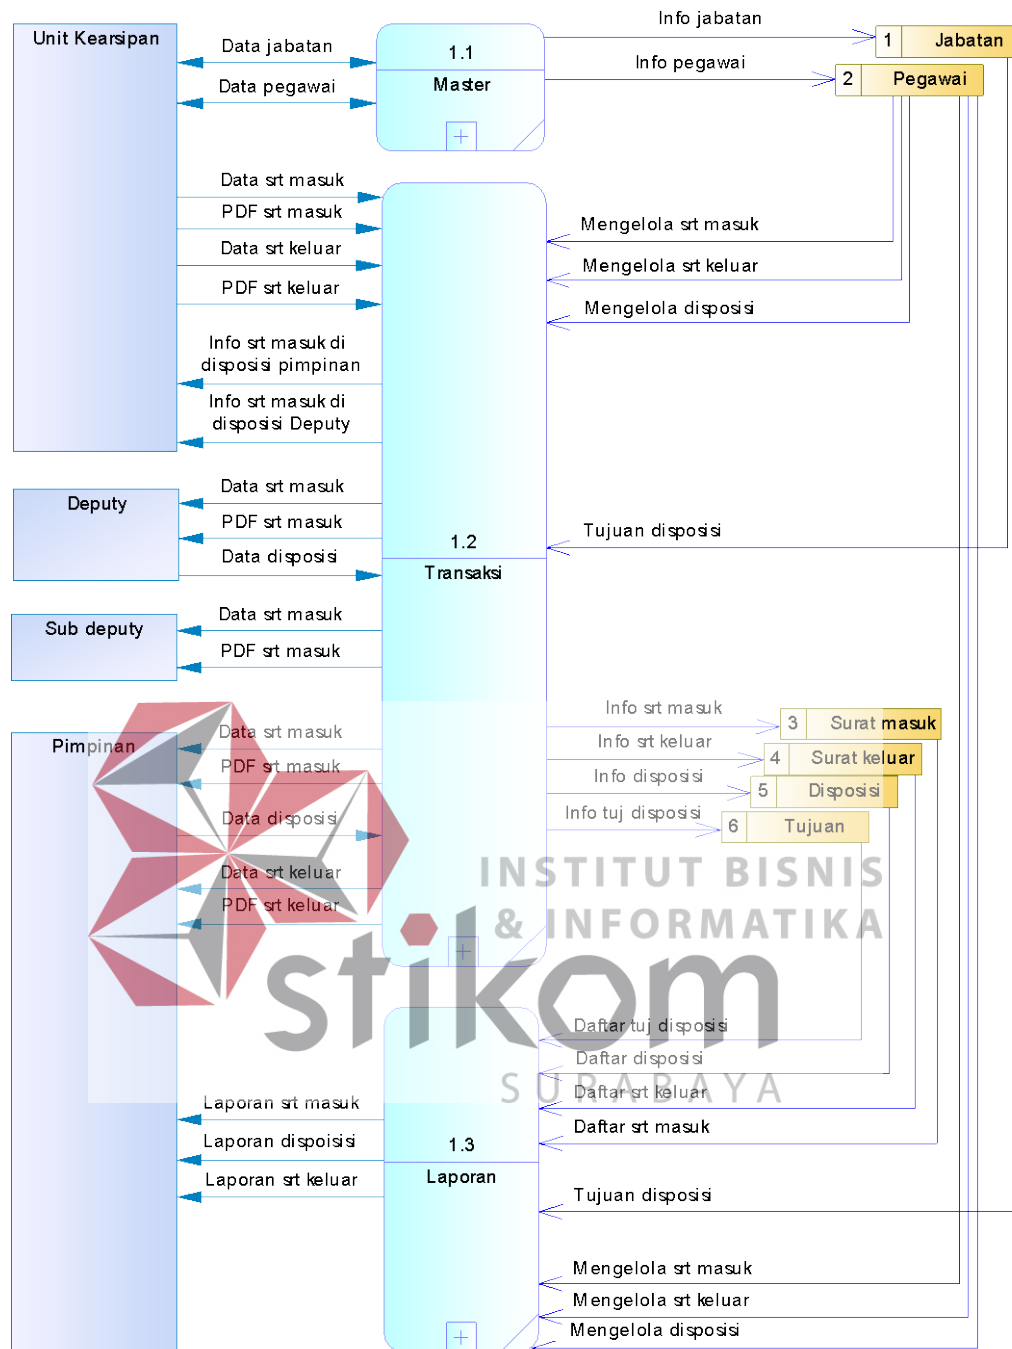 Unit Kearsipan
Data jabatan
Data pegawai
1.1
Master
Info jabatan
Info pegawai
1 Jabatan
2 Pegawai
Data srt masuk
PDF srt masuk
Data srt keluar
PDF srt keluar
Info srt masuk di
disposisi pimpinan
Info srt masuk di
disposisi Deputy
Mengelola srt masuk
Mengelola srt keluar
Mengelola disposisi
Deputy
Data srt masuk
PDF srt masuk
Data disposisi
1.2
Transaksi
Tujuan disposisi
Sub deputy
Data srt masuk
PDF srt masuk
Pimpinan
Data srt masuk
PDF srt masuk
Data disposisi
Data srt keluar
PDF srt keluar
Info srt masuk
Info srt keluar
Info disposisi
Info tuj disposisi
3 Surat masuk
4 Surat keluar
5 Disposisi
6 Tujuan
INSTITUT BISNIS
& INFORMATIKA
stikom
SURABAYA
Daftar tuj disposisi
Daftar disposisi
Daftar srt keluar
Daftar srt masuk
Laporan srt masuk
Laporan dispoisisi
Laporan srt keluar
1.3
Laporan
Tujuan disposisi
Mengelola srt masuk
Mengelola srt keluar
Mengelola disposisi